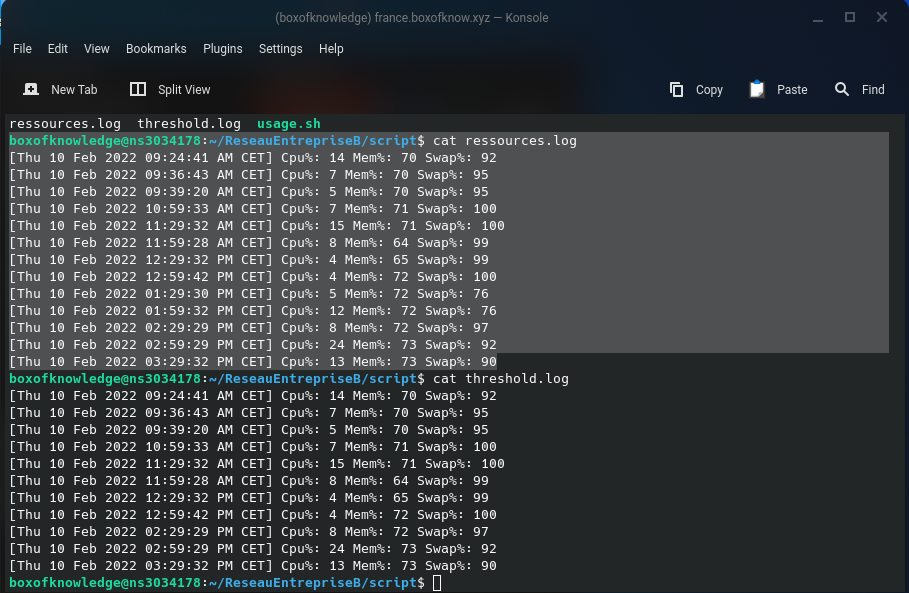 (boxofknowledge) france.boxofknow.xyz — Konsole
File Edit View Bookmarks Plugins Settings Help
New Tab Split View Copy Paste Find
ressources.log threshold.log usage.sh
boxofknowledge@ns3034178:~/ReseauEntrepriseB/script$ cat ressources.log
[Thu 10 Feb 2022 09:24:41 AM CET] Cpu%: 14 Mem%: 70 Swap%: 92
[Thu 10 Feb 2022 09:36:43 AM CET] Cpu%: 7 Mem%: 70 Swap%: 95
[Thu 10 Feb 2022 09:39:20 AM CET] Cpu%: 5 Mem%: 70 Swap%: 95
[Thu 10 Feb 2022 10:59:33 AM CET] Cpu%: 7 Mem%: 71 Swap%: 100
[Thu 10 Feb 2022 11:29:32 AM CET] Cpu%: 15 Mem%: 71 Swap%: 100
[Thu 10 Feb 2022 11:59:28 AM CET] Cpu%: 8 Mem%: 64 Swap%: 99
[Thu 10 Feb 2022 12:29:32 PM CET] Cpu%: 4 Mem%: 65 Swap%: 99
[Thu 10 Feb 2022 12:59:42 PM CET] Cpu%: 4 Mem%: 72 Swap%: 100
[Thu 10 Feb 2022 01:29:30 PM CET] Cpu%: 5 Mem%: 72 Swap%: 76
[Thu 10 Feb 2022 01:59:32 PM CET] Cpu%: 12 Mem%: 72 Swap%: 76
[Thu 10 Feb 2022 02:29:29 PM CET] Cpu%: 8 Mem%: 72 Swap%: 97
[Thu 10 Feb 2022 02:59:29 PM CET] Cpu%: 24 Mem%: 73 Swap%: 92
[Thu 10 Feb 2022 03:29:32 PM CET] Cpu%: 13 Mem%: 73 Swap%: 90
boxofknowledge@ns3034178:~/ReseauEntrepriseB/script$ cat threshold.log
[Thu 10 Feb 2022 09:24:41 AM CET] Cpu%: 14 Mem%: 70 Swap%: 92
[Thu 10 Feb 2022 09:36:43 AM CET] Cpu%: 7 Mem%: 70 Swap%: 95
[Thu 10 Feb 2022 09:39:20 AM CET] Cpu%: 5 Mem%: 70 Swap%: 95
[Thu 10 Feb 2022 10:59:33 AM CET] Cpu%: 7 Mem%: 71 Swap%: 100
[Thu 10 Feb 2022 11:29:32 AM CET] Cpu%: 15 Mem%: 71 Swap%: 100
[Thu 10 Feb 2022 11:59:28 AM CET] Cpu%: 8 Mem%: 64 Swap%: 99
[Thu 10 Feb 2022 12:29:32 PM CET] Cpu%: 4 Mem%: 65 Swap%: 99
[Thu 10 Feb 2022 12:59:42 PM CET] Cpu%: 4 Mem%: 72 Swap%: 100
[Thu 10 Feb 2022 02:29:29 PM CET] Cpu%: 8 Mem%: 72 Swap%: 97
[Thu 10 Feb 2022 02:59:29 PM CET] Cpu%: 24 Mem%: 73 Swap%: 92
[Thu 10 Feb 2022 03:29:32 PM CET] Cpu%: 13 Mem%: 73 Swap%: 90
boxofknowledge@ns3034178:~/ReseauEntrepriseB/script$